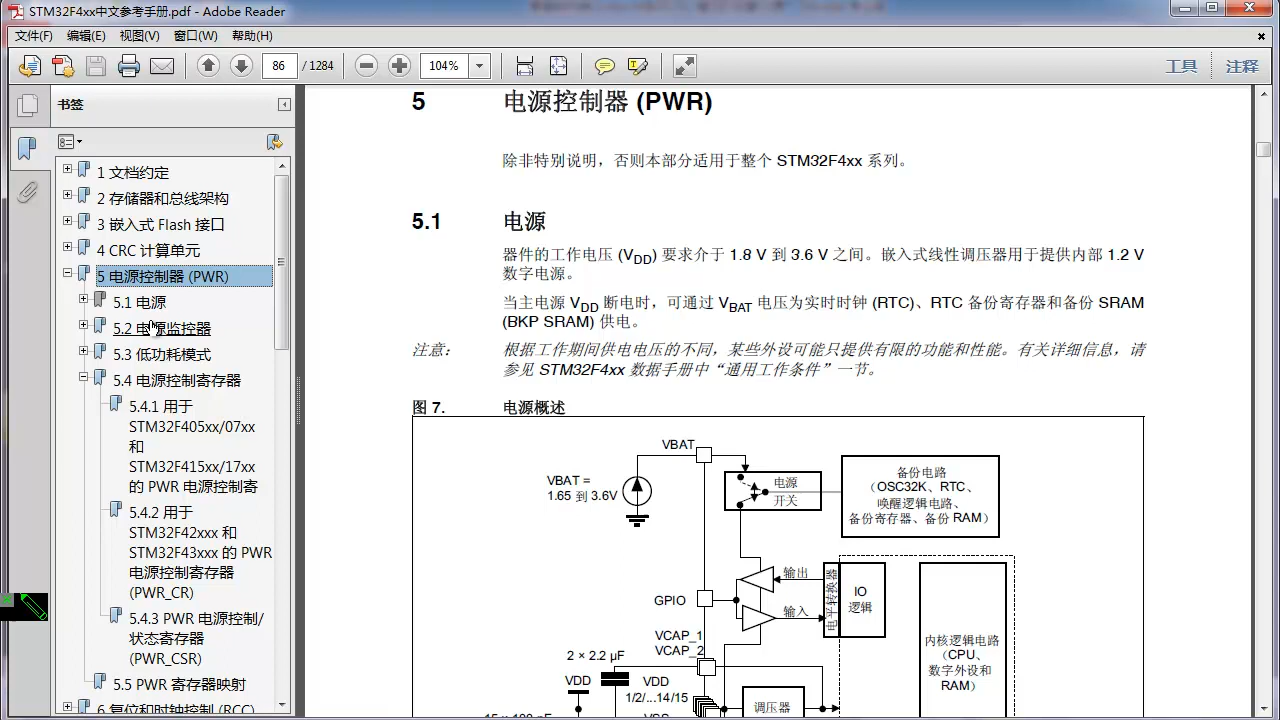 STM32F4xx中文参考手册.pdf - Adobe Reader
文件(F) 编辑(E) 视图(V) 窗口(W) 帮助(H)
86 / 1284 104% 工具 注释
书签
1 文档约定
2 存储器和总线架构
3 嵌入式 Flash 接口
4 CRC 计算单元
5 电源控制器 (PWR)
5.1 电源
5.2 电源监控器
5.3 低功耗模式
5.4 电源控制寄存器
5.4.1 用于
STM32F405xx/07xx
和
STM32F415xx/17xx
的 PWR 电源控制寄
5.4.2 用于
STM32F42xxx 和
STM32F43xxx 的 PWR
电源控制寄存器
(PWR_CR)
5.4.3 PWR 电源控制/
状态寄存器
(PWR_CSR)
5.5 PWR 寄存器映射
6 复位和时钟控制 (RCC)
5 电源控制器 (PWR)
除非特别说明，否则本部分适用于整个 STM32F4xx 系列。
5.1 电源
器件的工作电压 (VDD) 要求介于 1.8 V 到 3.6 V 之间。嵌入式线性调压器用于提供内部 1.2 V
数字电源。
当主电源 VDD 断电时，可通过 VBAT 电压为实时时钟 (RTC)、RTC 备份寄存器和备份 SRAM
(BKP SRAM) 供电。
注意： 根据工作期间供电电压的不同，某些外设可能只提供有限的功能和性能。有关详细信息，请
参见 STM32F4xx 数据手册中“通用工作条件”一节。
图 7. 电源概述
VBAT
VBAT =
1.65 到 3.6V
电源
开关
备份电路
（OSC32K、RTC、
唤醒逻辑电路、
备份寄存器、备份 RAM）
GPIO
输出
输入
电平转换器
IO
逻辑
内核逻辑电路
（CPU、
数字外设和
RAM）
VCAP_1
VCAP_2
2 × 2.2 μF
VDD
VDD
1/2/...14/15
调压器
VSS
15 × 100 nF